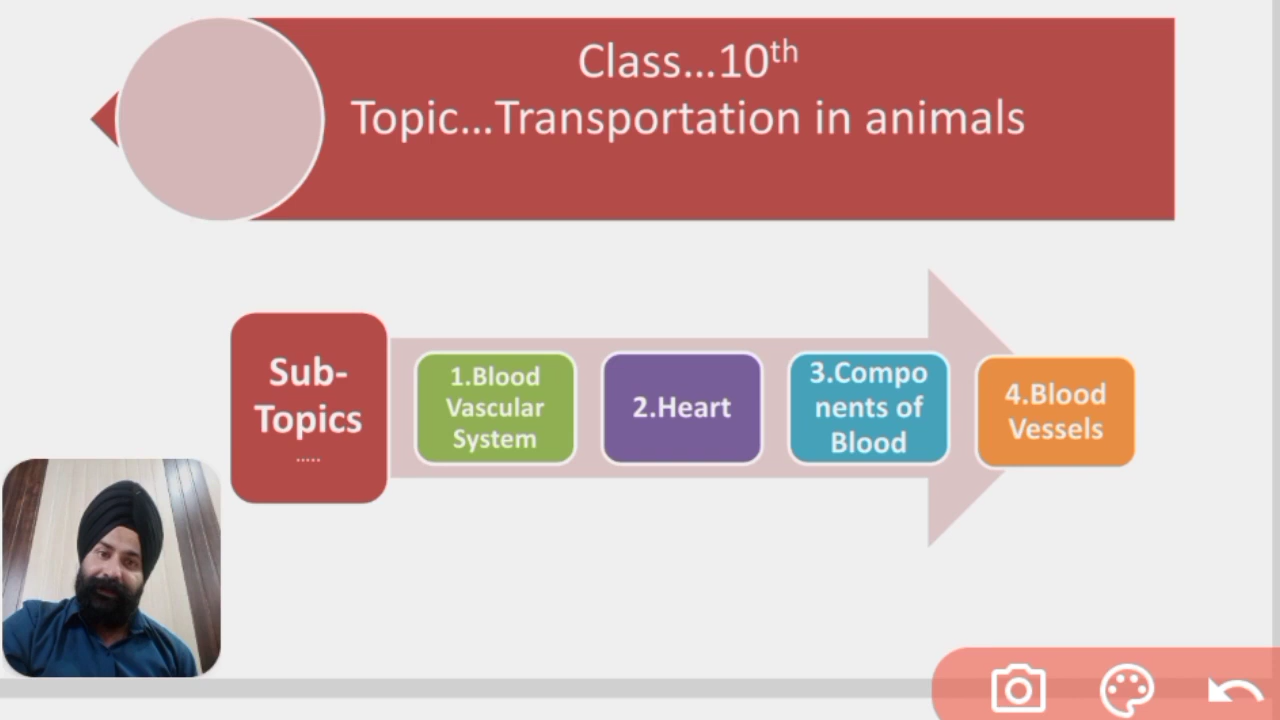 Class...10th
Topic...Transportation in animals
Sub-
Topics
.....
1.Blood
Vascular
System
2.Heart
3.Compo
nents of
Blood
4.Blood
Vessels